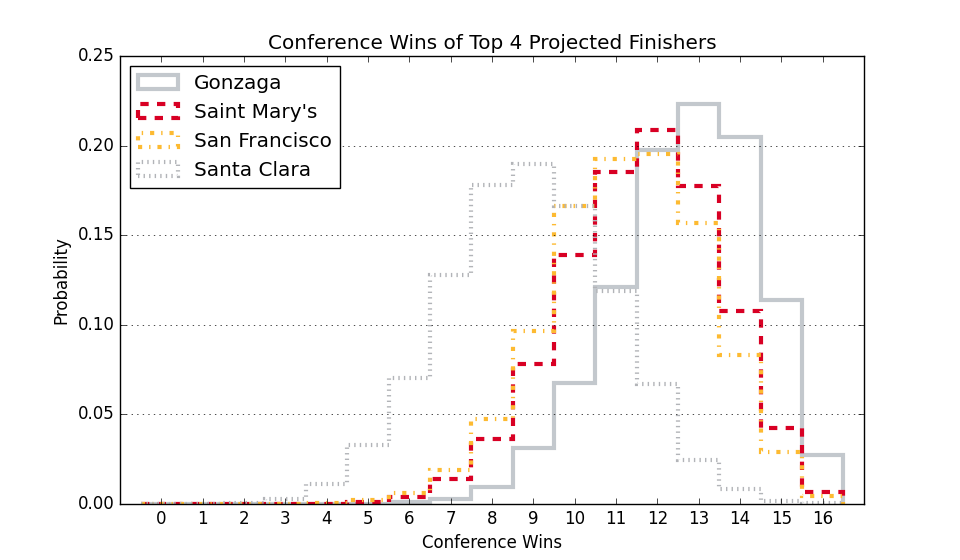 Conference Wins of Top 4 Projected Finishers
0.25
0.20
0.15
0.10
0.05
0.00
Probability
Gonzaga
Saint Mary's
San Francisco
Santa Clara
0 1 2 3 4 5 6 7 8 9 10 11 12 13 14 15 16
Conference Wins